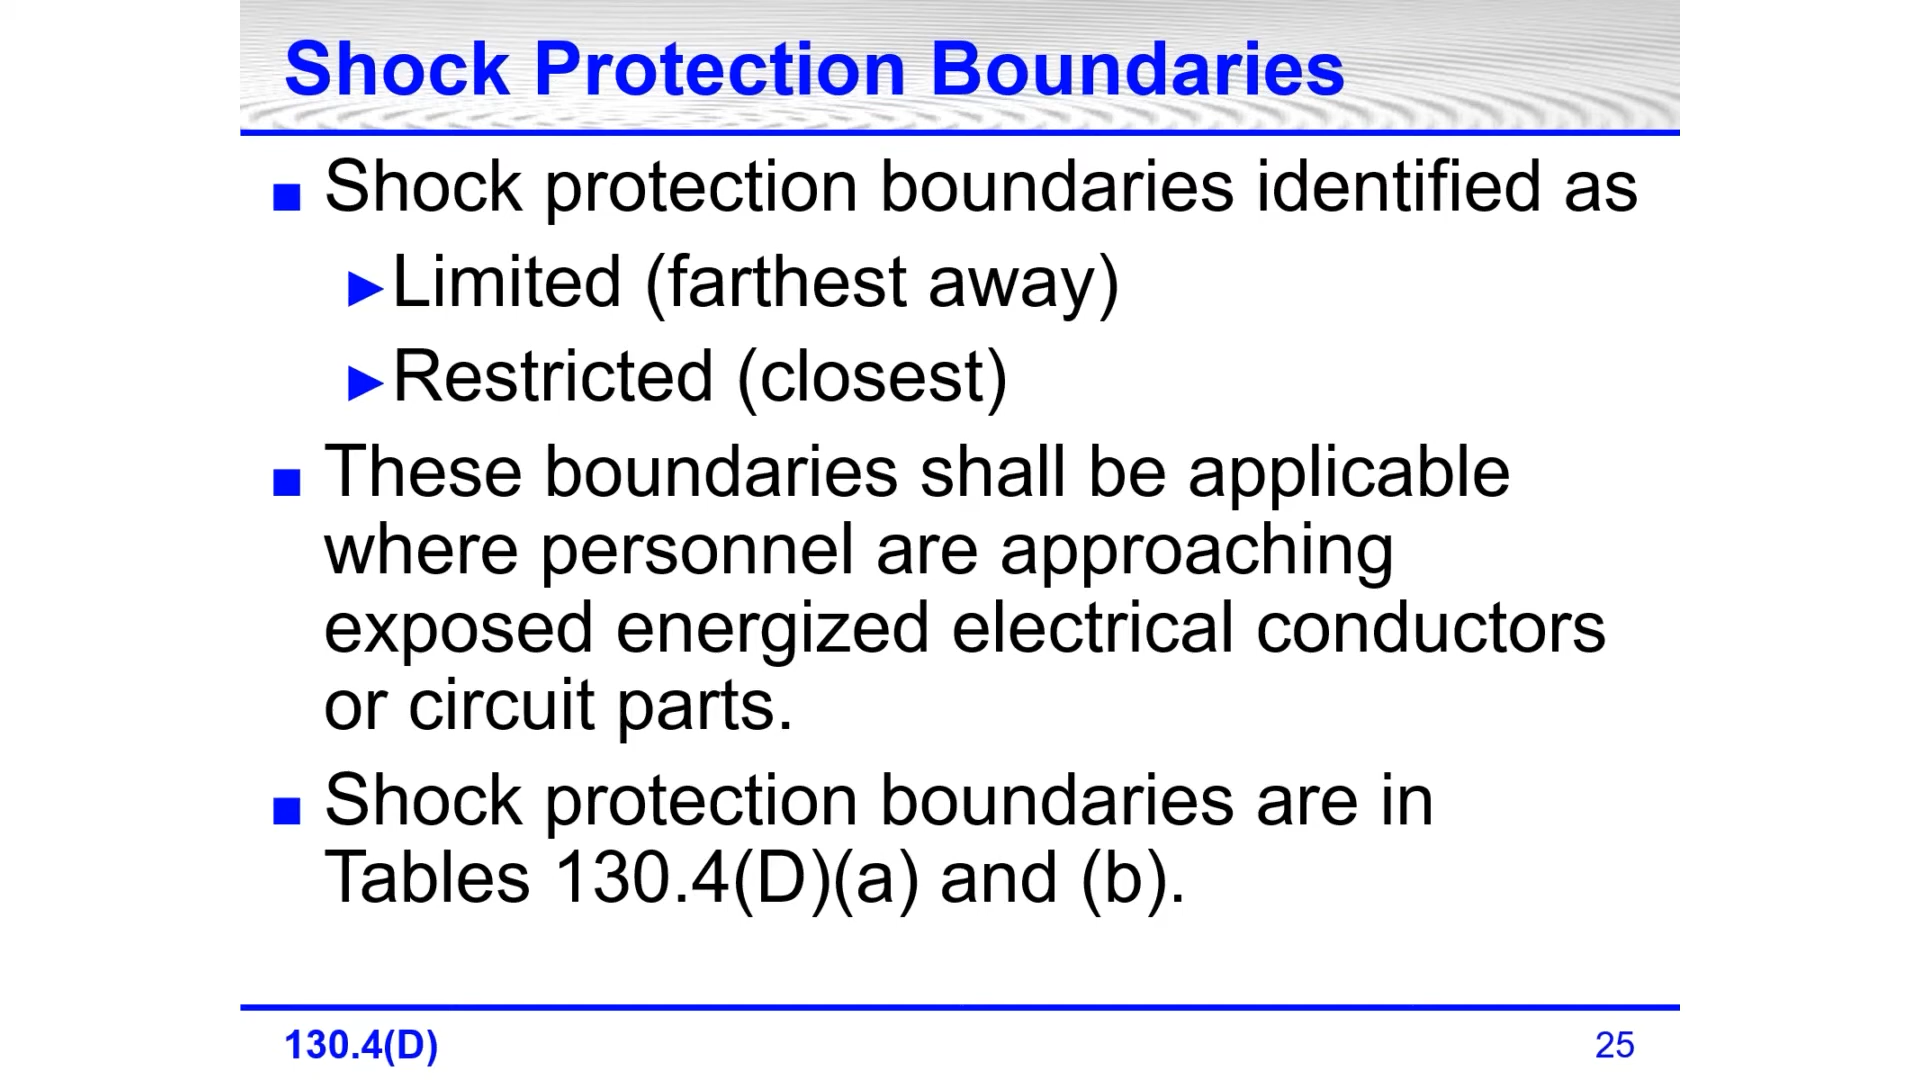 Shock Protection Boundaries
■ Shock protection boundaries identified as
►Limited (farthest away)
►Restricted (closest)
■ These boundaries shall be applicable
where personnel are approaching
exposed energized electrical conductors
or circuit parts.
■ Shock protection boundaries are in
Tables 130.4(D)(a) and (b).
130.4(D)
25